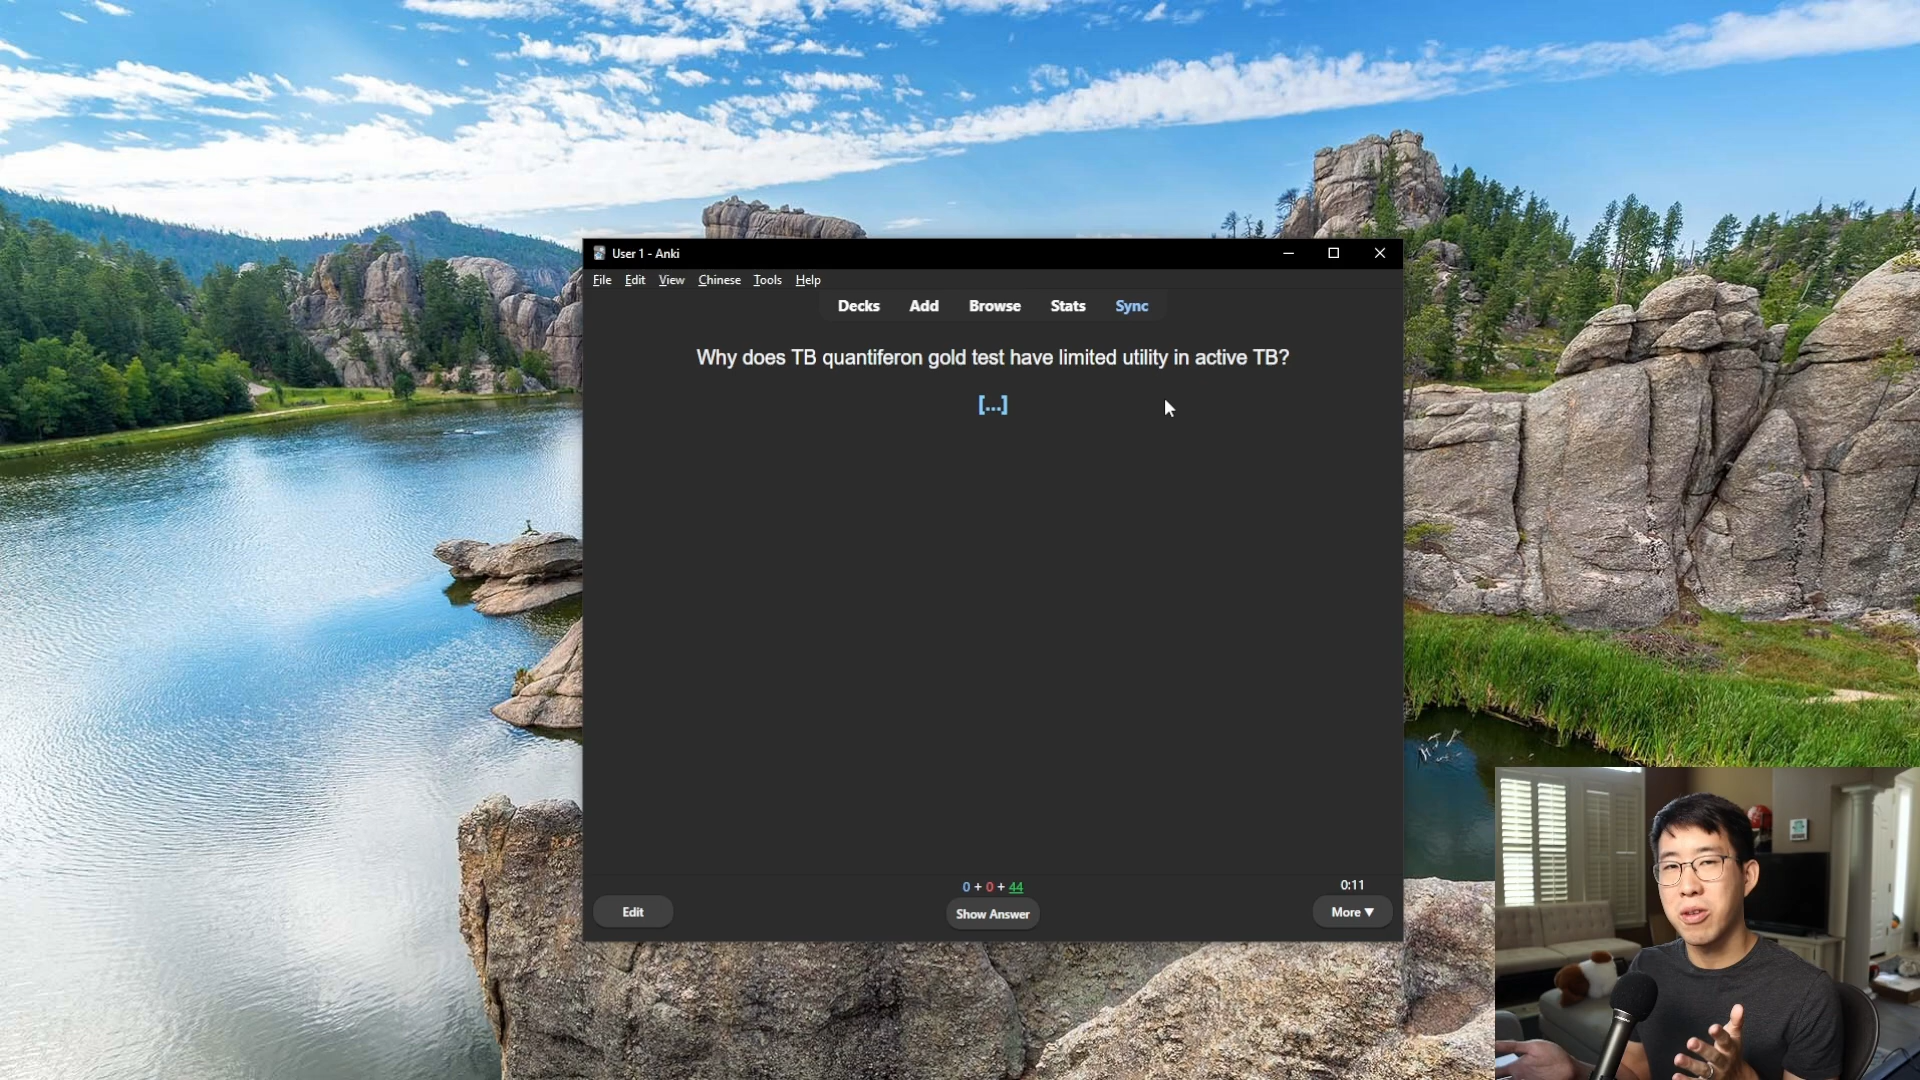 User 1 - Anki
File Edit View Chinese Tools Help
Decks Add Browse Stats Sync
Why does TB quantiferon gold test have limited utility in active TB?
[...]
0 + 0 + 44
0:11
Edit
Show Answer
More ▼